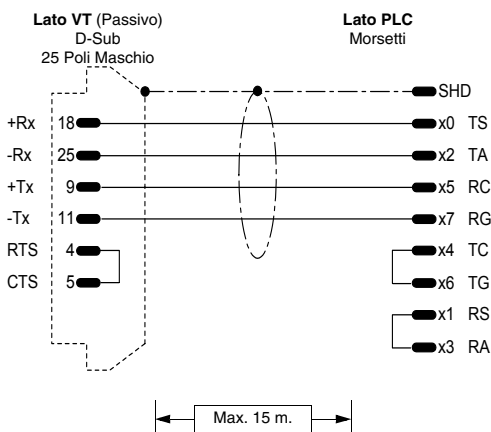 Lato VT (Passivo)
D-Sub
25 Poli Maschio
Lato PLC
Morsetti
SHD
+Rx 18 x0 TS
-Rx 25 x2 TA
+Tx 9 x5 RC
-Tx 11 x7 RG
RTS 4 x4 TC
CTS 5 x6 TG
x1 RS
x3 RA
Max. 15 m.